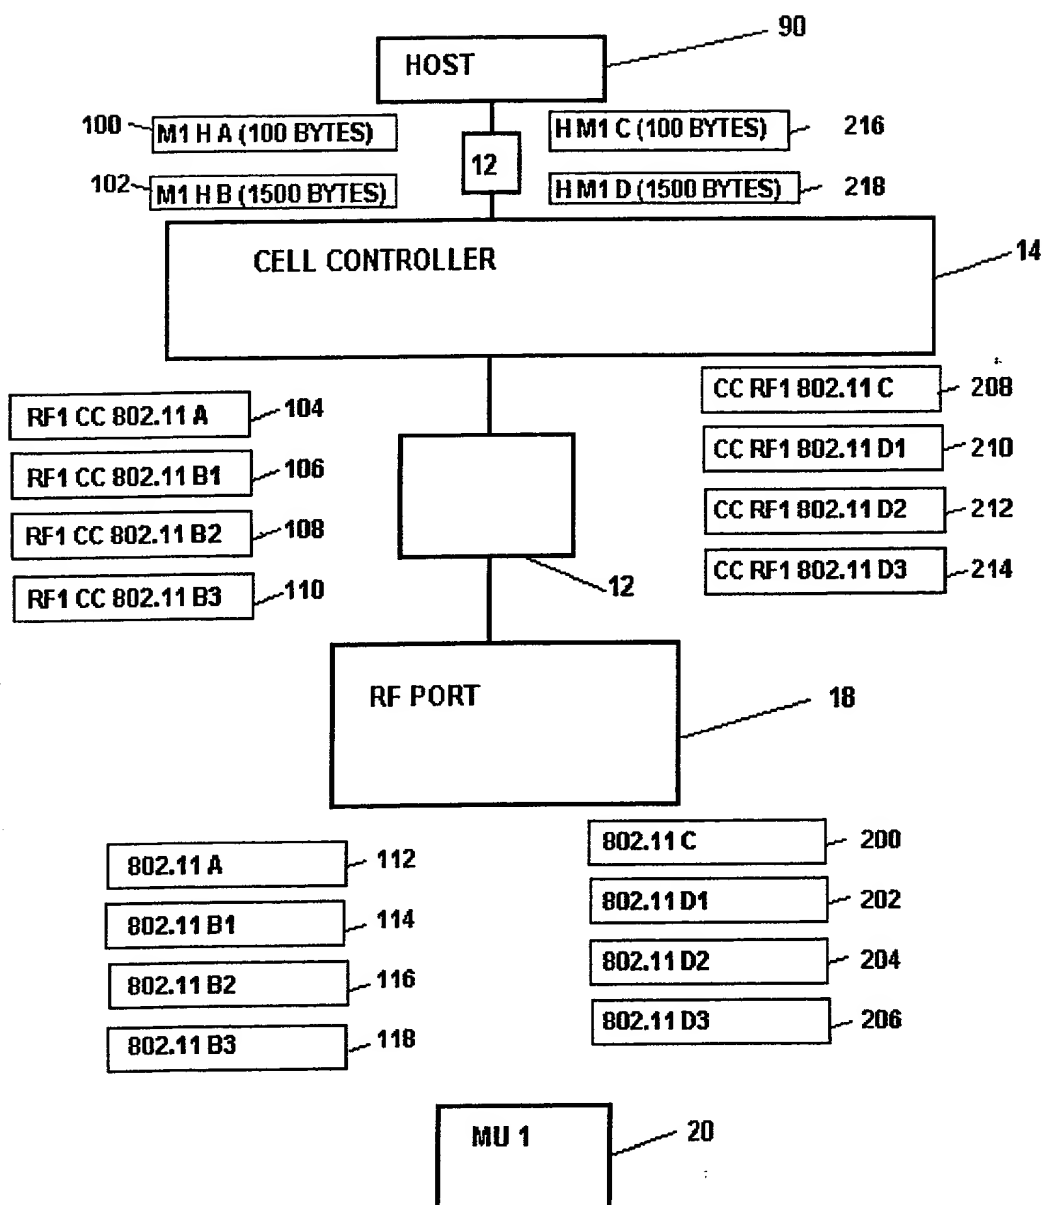 90
HOST
100
M1 H A (100 BYTES)
H M1 C (100 BYTES)
216
12
102
M1 H B (1500 BYTES)
H M1 D (1500 BYTES)
218
CELL CONTROLLER
14
RF1 CC 802.11 A
104
CC RF1 802.11 C
208
RF1 CC 802.11 B1
106
CC RF1 802.11 D1
210
RF1 CC 802.11 B2
108
CC RF1 802.11 D2
212
RF1 CC 802.11 B3
110
12
CC RF1 802.11 D3
214
RF PORT
18
802.11 A
112
802.11 C
200
802.11 B1
114
802.11 D1
202
802.11 B2
116
802.11 D2
204
802.11 B3
118
802.11 D3
206
MU 1
20